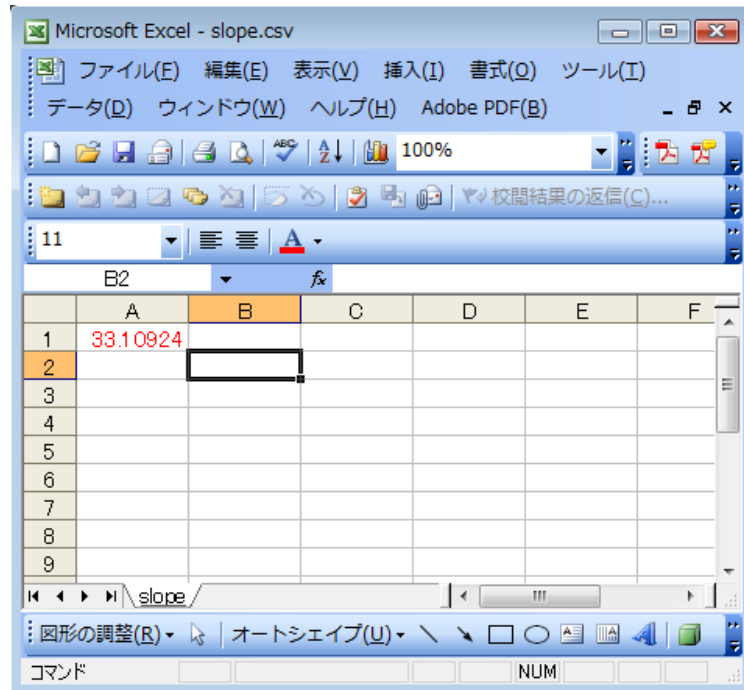 Microsoft Excel - slope.csv
ファイル(F) 編集(E) 表示(V) 挿入(I) 書式(O) ツール(T)
データ(D) ウィンドウ(W) ヘルプ(H) Adobe PDF(B)
ABC A Z 100%
校閲結果の返信(C)...
11 A
B2 fx
A B C D E F
1 33.10924
2
3
4
5
6
7
8
9
slope
図形の調整(R) オートシェイプ(U)
コマンド NUM